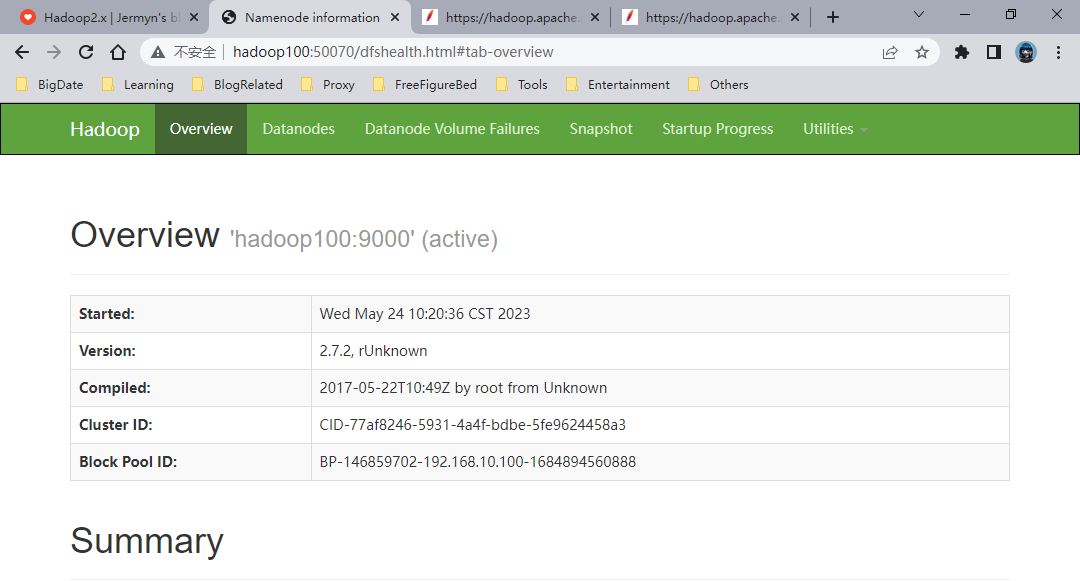 Hadoop2.x | Jermyn's bl
Namenode information
https://hadoop.apache.
https://hadoop.apache.
不安全 hadoop100:50070/dfshealth.html#tab-overview
BigDate Learning BlogRelated Proxy FreeFigureBed Tools Entertainment Others
Hadoop Overview Datanodes Datanode Volume Failures Snapshot Startup Progress Utilities
Overview 'hadoop100:9000' (active)
Started: Wed May 24 10:20:36 CST 2023
Version: 2.7.2, rUnknown
Compiled: 2017-05-22T10:49Z by root from Unknown
Cluster ID: CID-77af8246-5931-4a4f-bdbe-5fe9624458a3
Block Pool ID: BP-146859702-192.168.10.100-1684894560888
Summary